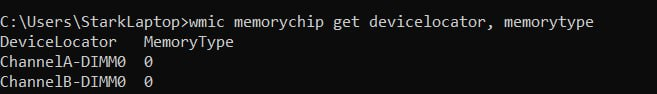 C:\Users\StarkLaptop>wmic memorychip get devicelocator, memorytype
DeviceLocator  MemoryType
ChannelA-DIMM0  0
ChannelB-DIMM0  0